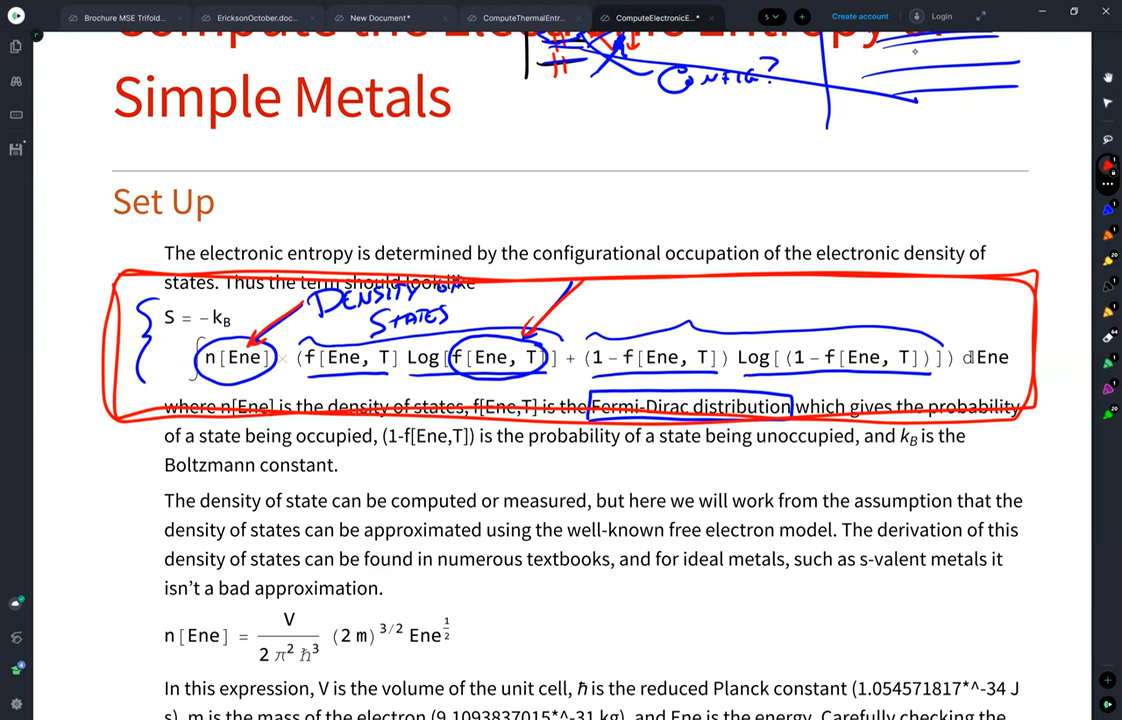 Brochure MSE Trifold...
EricksonOctober.doc...
New Document*
ComputeThermalEntr...
ComputeElectronicE...*
5
Create account
Login
Simple Metals
CONFIG?
Set Up
The electronic entropy is determined by the configurational occupation of the electronic density of
states. Thus the term should look like
DENSITY OF
STATES
S = -kB
∫ n[Ene] × (f[Ene, T] Log[f[Ene, T]] + (1 - f[Ene, T]) Log[(1 - f[Ene, T])]) dEne
where n[Ene] is the density of states, f[Ene,T] is the Fermi-Dirac distribution which gives the probability
of a state being occupied, (1-f[Ene,T]) is the probability of a state being unoccupied, and kB is the
Boltzmann constant.
The density of state can be computed or measured, but here we will work from the assumption that the
density of states can be approximated using the well-known free electron model. The derivation of this
density of states can be found in numerous textbooks, and for ideal metals, such as s-valent metals it
isn't a bad approximation.
n[Ene] = V / (2 π² ħ³) (2 m)^3/2 Ene^1/2
In this expression, V is the volume of the unit cell, ħ is the reduced Planck constant (1.054571817*^-34 J
s), m is the mass of the electron (9.1093837015*^-31 kg), and Ene is the energy. Carefully checking the